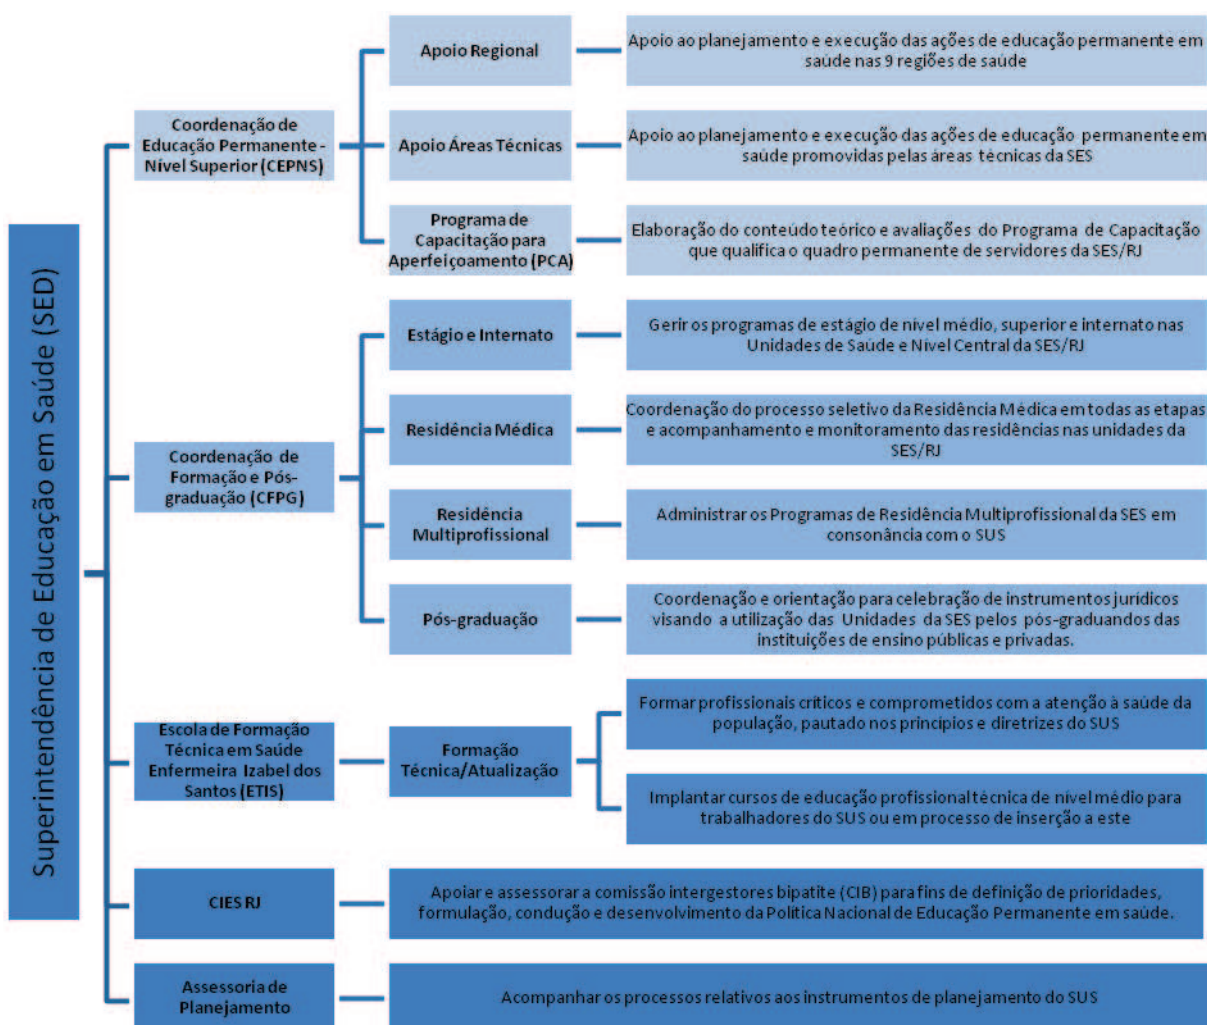 Superintendência de Educação em Saúde (SED)
Coordenação de
Educação Permanente -
Nível Superior (CEPNS)
Apoio Regional
Apoio ao planejamento e execução das ações de educação permanente em
saúde nas 9 regiões de saúde
Apoio Áreas Técnicas
Apoio ao planejamento e execução das ações de educação permanente em
saúde promovidas pelas áreas técnicas da SES
Programa de
Capacitação para
Aperfeiçoamento (PCA)
Elaboração do conteúdo teórico e avaliações do Programa de Capacitação
que qualifica o quadro permanente de servidores da SES/RJ
Coordenação de
Formação e Pós-
graduação (CFPG)
Estágio e Internato
Gerir os programas de estágio de nível médio, superior e internato nas
Unidades de Saúde e Nível Central da SES/RJ
Residência Médica
Coordenação do processo seletivo da Residência Médica em todas as etapas
e acompanhamento e monitoramento das residências nas unidades da
SES/RJ
Residência
Multiprofissional
Administrar os Programas de Residência Multiprofissional da SES em
consonância com o SUS
Pós-graduação
Coordenação e orientação para celebração de instrumentos jurídicos
visando a utilização das Unidades da SES pelos pós-graduandos das
instituições de ensino públicas e privadas.
Escola de Formação
Técnica em Saúde
Enfermeira Izabel dos
Santos (ETIS)
Formação
Técnica/Atualização
Formar profissionais críticos e comprometidos com a atenção à saúde da
população, pautado nos princípios e diretrizes do SUS
Implantar cursos de educação profissional técnica de nível médio para
trabalhadores do SUS ou em processo de inserção a este
CIES RJ
Apoiar e assessorar a comissão intergestores bipatite (CIB) para fins de definição de prioridades,
formulação, condução e desenvolvimento da Política Nacional de Educação Permanente em saúde.
Assessoria de
Planejamento
Acompanhar os processos relativos aos instrumentos de planejamento do SUS